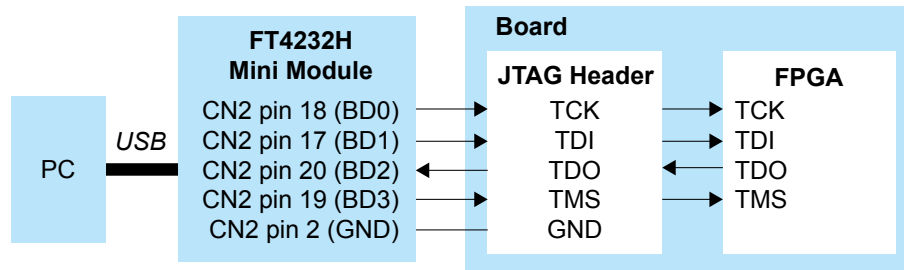 PC
USB
FT4232H
Mini Module
CN2 pin 18 (BD0)
CN2 pin 17 (BD1)
CN2 pin 20 (BD2)
CN2 pin 19 (BD3)
CN2 pin 2 (GND)
Board
JTAG Header
TCK
TDI
TDO
TMS
GND
FPGA
TCK
TDI
TDO
TMS